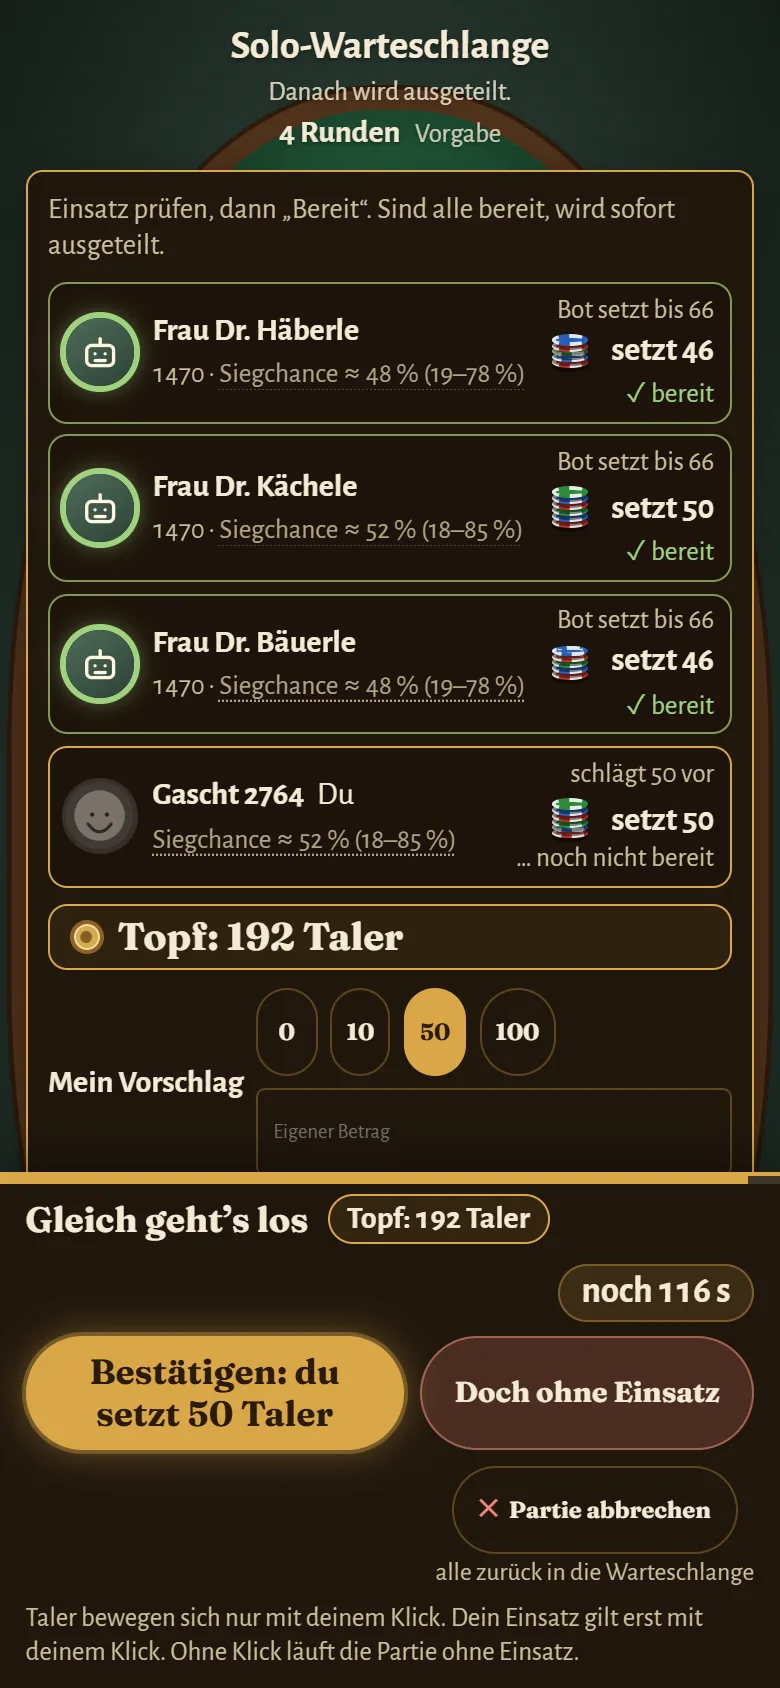 Solo-Warteschlange
Danach wird ausgeteilt.
4 Runden Vorgabe
Einsatz prüfen, dann „Bereit“. Sind alle bereit, wird sofort
ausgeteilt.
Frau Dr. Häberle
1470 · Siegchance ≈ 48 % (19–78 %)
Bot setzt bis 66
setzt 46
✓ bereit
Frau Dr. Kächele
1470 · Siegchance ≈ 52 % (18–85 %)
Bot setzt bis 66
setzt 50
✓ bereit
Frau Dr. Bäuerle
1470 · Siegchance ≈ 48 % (19–78 %)
Bot setzt bis 66
setzt 46
✓ bereit
Gascht 2764 Du
Siegchance ≈ 52 % (18–85 %)
schlägt 50 vor
setzt 50
… noch nicht bereit
Topf: 192 Taler
Mein Vorschlag
0 10 50 100
Eigener Betrag
Gleich geht’s los Topf: 192 Taler
noch 116 s
Bestätigen: du
setzt 50 Taler
Doch ohne Einsatz
✕ Partie abbrechen
alle zurück in die Warteschlange
Taler bewegen sich nur mit deinem Klick. Dein Einsatz gilt erst mit
deinem Klick. Ohne Klick läuft die Partie ohne Einsatz.